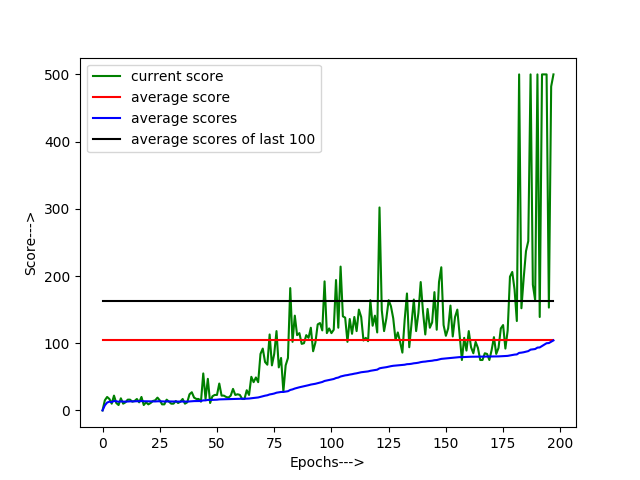 current score
average score
average scores
average scores of last 100
500
400
300
200
100
0
Score--->
0
25
50
75
100
125
150
175
200
Epochs--->